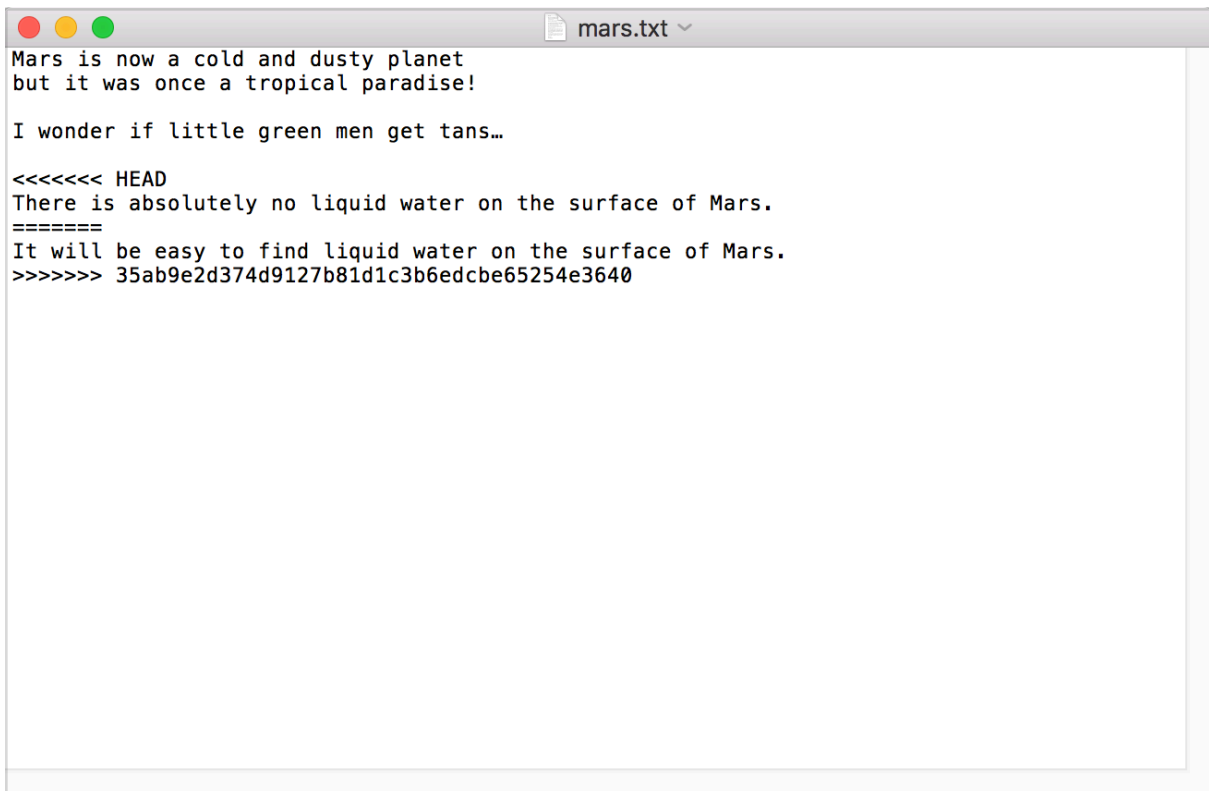 mars.txt
Mars is now a cold and dusty planet
but it was once a tropical paradise!
I wonder if little green men get tans…
<<<<<<< HEAD
There is absolutely no liquid water on the surface of Mars.
=======
It will be easy to find liquid water on the surface of Mars.
>>>>>>> 35ab9e2d374d9127b81d1c3b6edcbe65254e3640